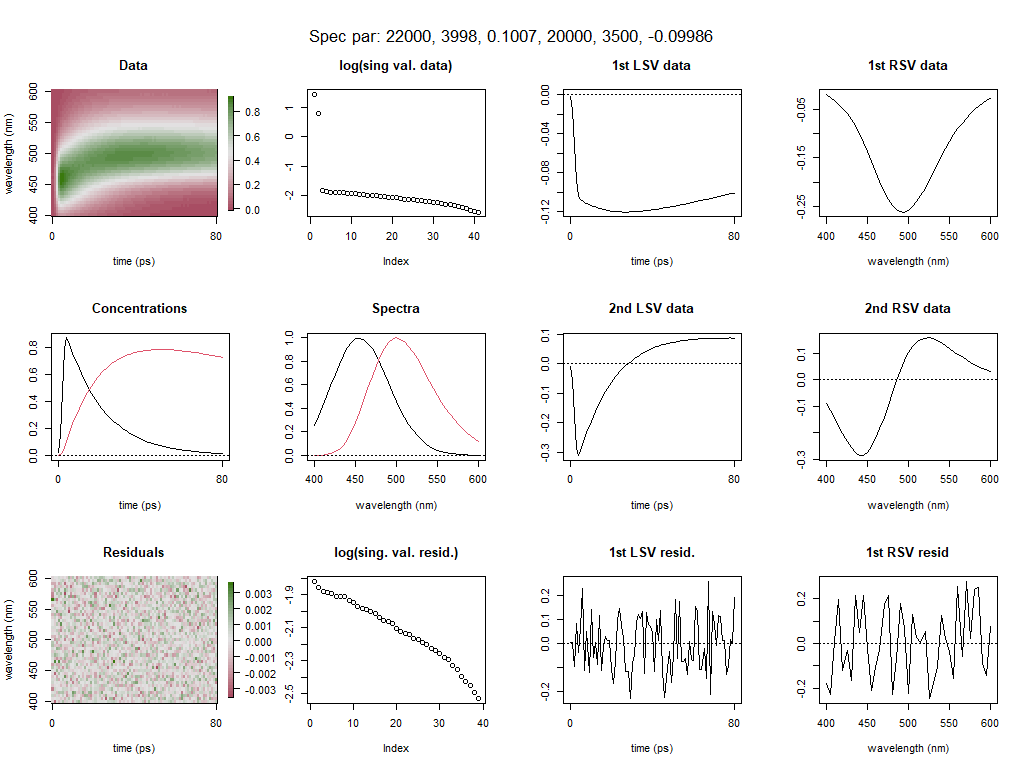 Spec par: 22000, 3998, 0.1007, 20000, 3500, -0.09986
Data
wavelength (nm)
400 450 500 550 600
0 80
time (ps)
0.0 0.2 0.4 0.6 0.8
log(sing val. data)
-2 -1 0 1
0 10 20 30 40
Index
1st LSV data
-0.12 -0.08 -0.04 0.00
0 80
time (ps)
1st RSV data
-0.25 -0.15 -0.05
400 450 500 550 600
wavelength (nm)
Concentrations
0.0 0.2 0.4 0.6 0.8
0 80
time (ps)
Spectra
0.0 0.2 0.4 0.6 0.8 1.0
400 450 500 550 600
wavelength (nm)
2nd LSV data
-0.3 -0.2 -0.1 0.0 0.1
0 80
time (ps)
2nd RSV data
-0.3 -0.1 0.0 0.1
400 450 500 550 600
wavelength (nm)
Residuals
wavelength (nm)
400 450 500 550 600
0 80
time (ps)
-0.003 -0.002 -0.001 0.000 0.001 0.002 0.003
log(sing. val. resid.)
-2.5 -2.3 -2.1 -1.9
0 10 20 30 40
Index
1st LSV resid.
-0.2 0.0 0.1 0.2
0 80
time (ps)
1st RSV resid
-0.2 0.0 0.2
400 450 500 550 600
wavelength (nm)